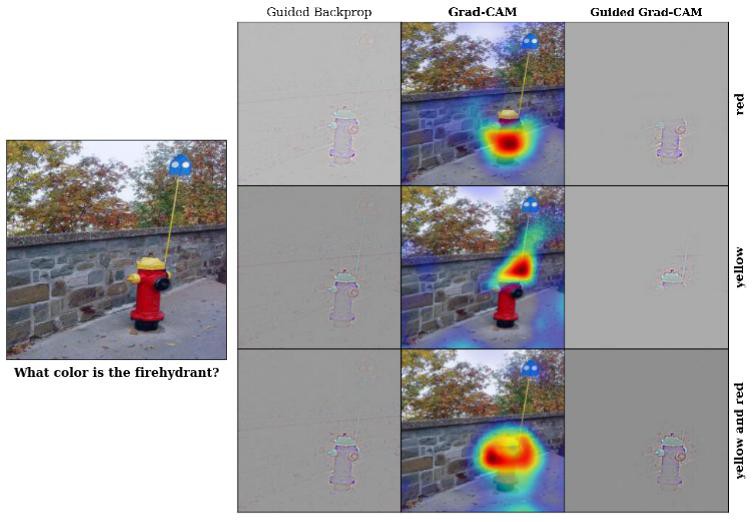 Guided Backprop
Grad-CAM
Guided Grad-CAM
red
What color is the firehydrant?
yellow
yellow and red